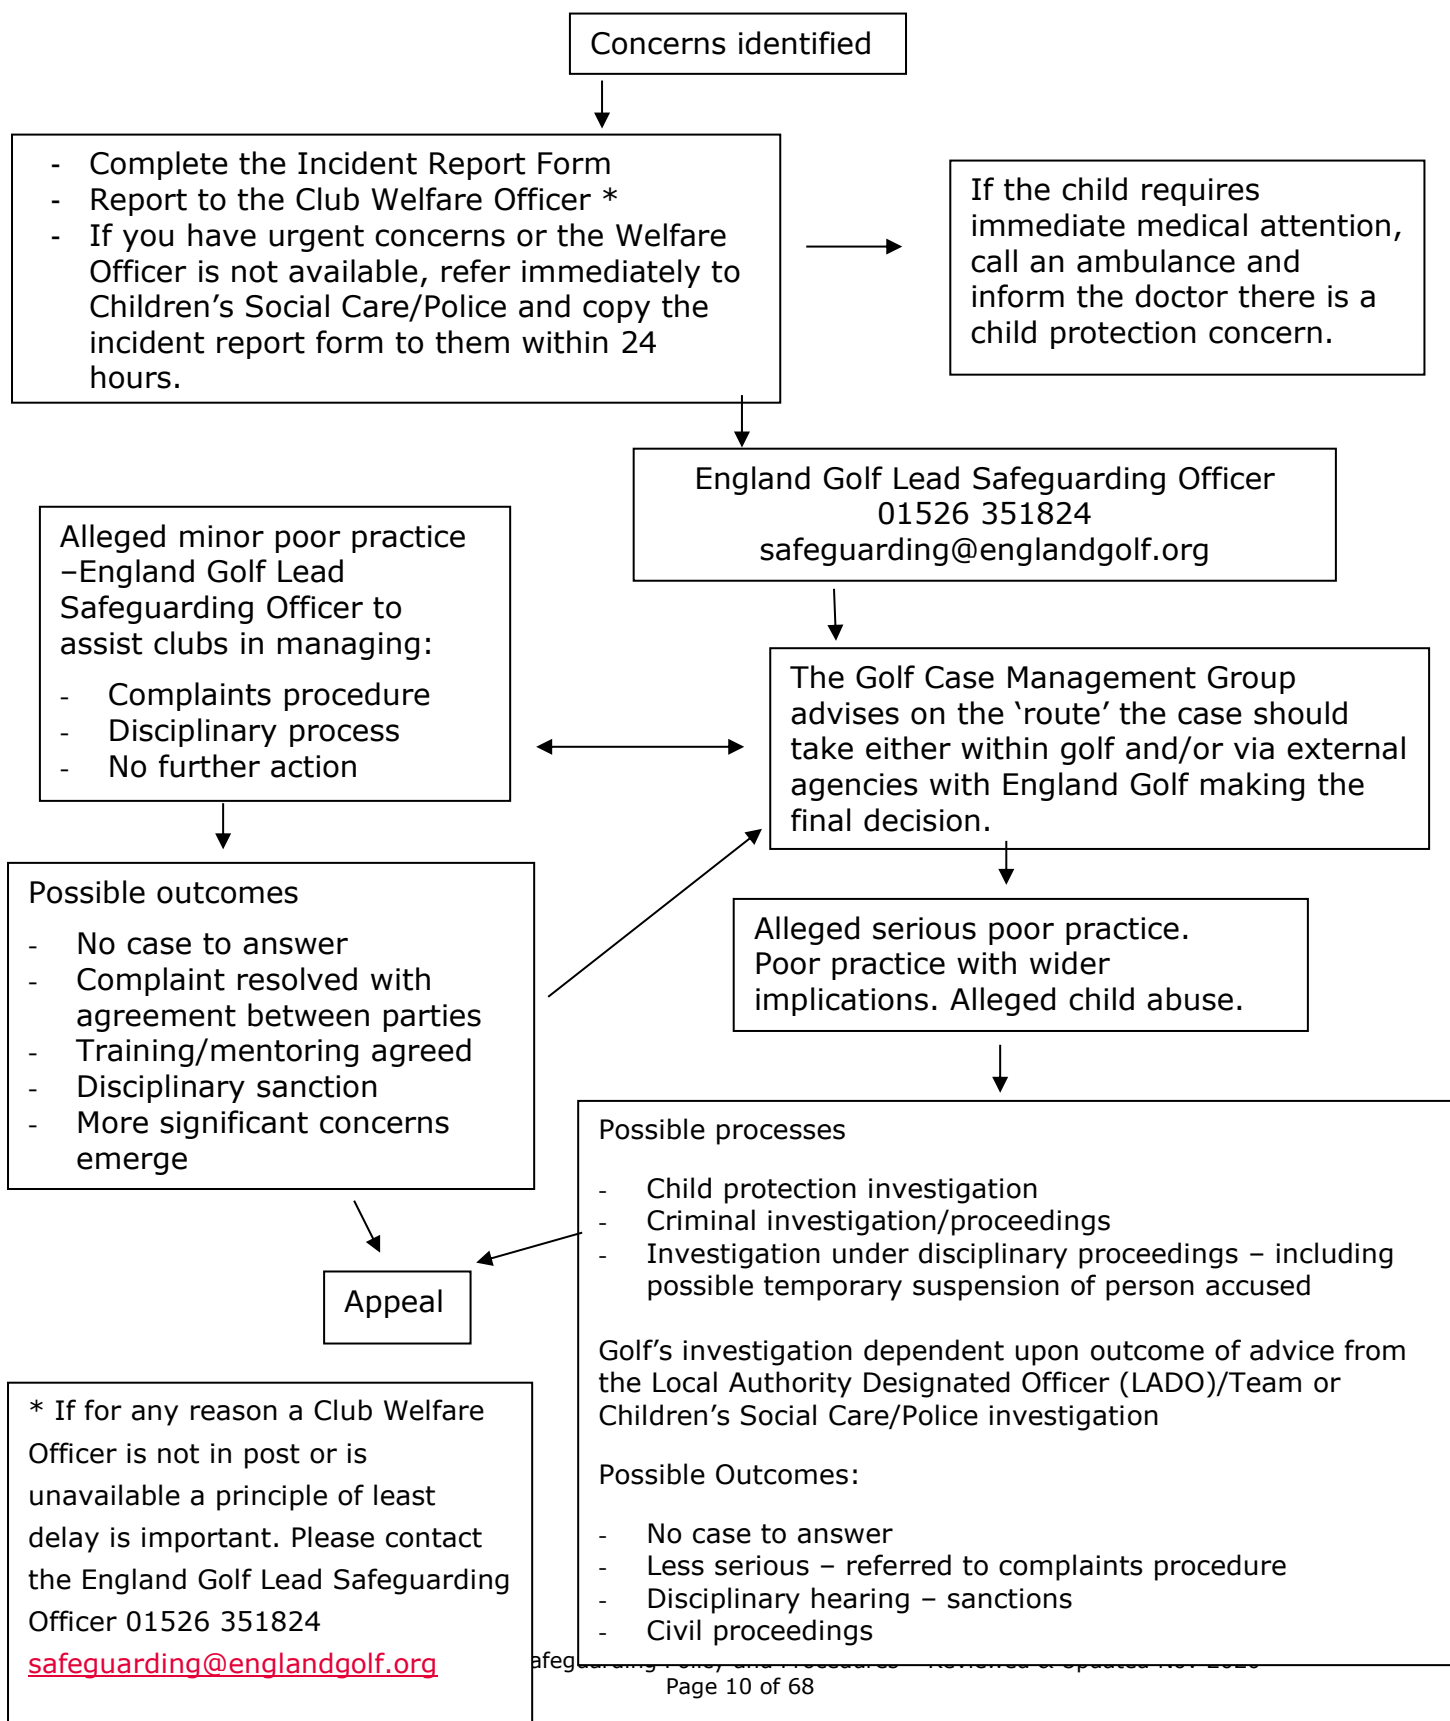 Concerns identified
- Complete the Incident Report Form
- Report to the Club Welfare Officer *
- If you have urgent concerns or the Welfare
Officer is not available, refer immediately to
Children’s Social Care/Police and copy the
incident report form to them within 24
hours.
If the child requires
immediate medical attention,
call an ambulance and
inform the doctor there is a
child protection concern.
England Golf Lead Safeguarding Officer
01526 351824
safeguarding@englandgolf.org
Alleged minor poor practice
–England Golf Lead
Safeguarding Officer to
assist clubs in managing:
- Complaints procedure
- Disciplinary process
- No further action
The Golf Case Management Group
advises on the ‘route’ the case should
take either within golf and/or via external
agencies with England Golf making the
final decision.
Possible outcomes
- No case to answer
- Complaint resolved with
agreement between parties
- Training/mentoring agreed
- Disciplinary sanction
- More significant concerns
emerge
Alleged serious poor practice.
Poor practice with wider
implications. Alleged child abuse.
Possible processes
- Child protection investigation
- Criminal investigation/proceedings
- Investigation under disciplinary proceedings – including
possible temporary suspension of person accused
Golf’s investigation dependent upon outcome of advice from
the Local Authority Designated Officer (LADO)/Team or
Children’s Social Care/Police investigation
Possible Outcomes:
- No case to answer
- Less serious – referred to complaints procedure
- Disciplinary hearing – sanctions
- Civil proceedings
Appeal
* If for any reason a Club Welfare
Officer is not in post or is
unavailable a principle of least
delay is important. Please contact
the England Golf Lead Safeguarding
Officer 01526 351824
safeguarding@englandgolf.org
Page 10 of 68